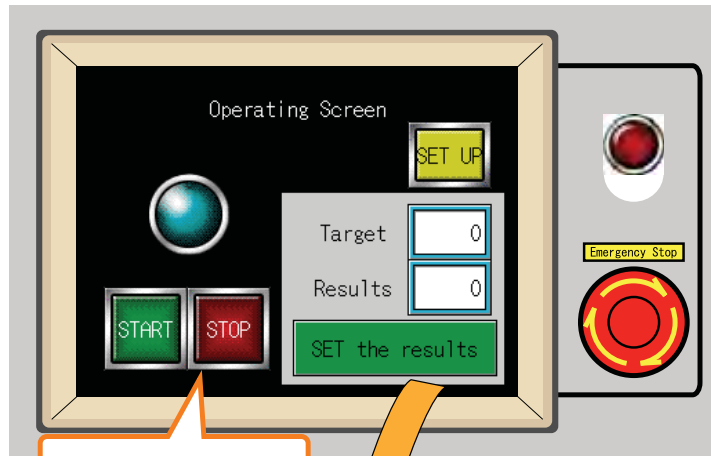 Operating Screen
SET UP
Target 0
Results 0
START STOP
SET the results
Emergency Stop